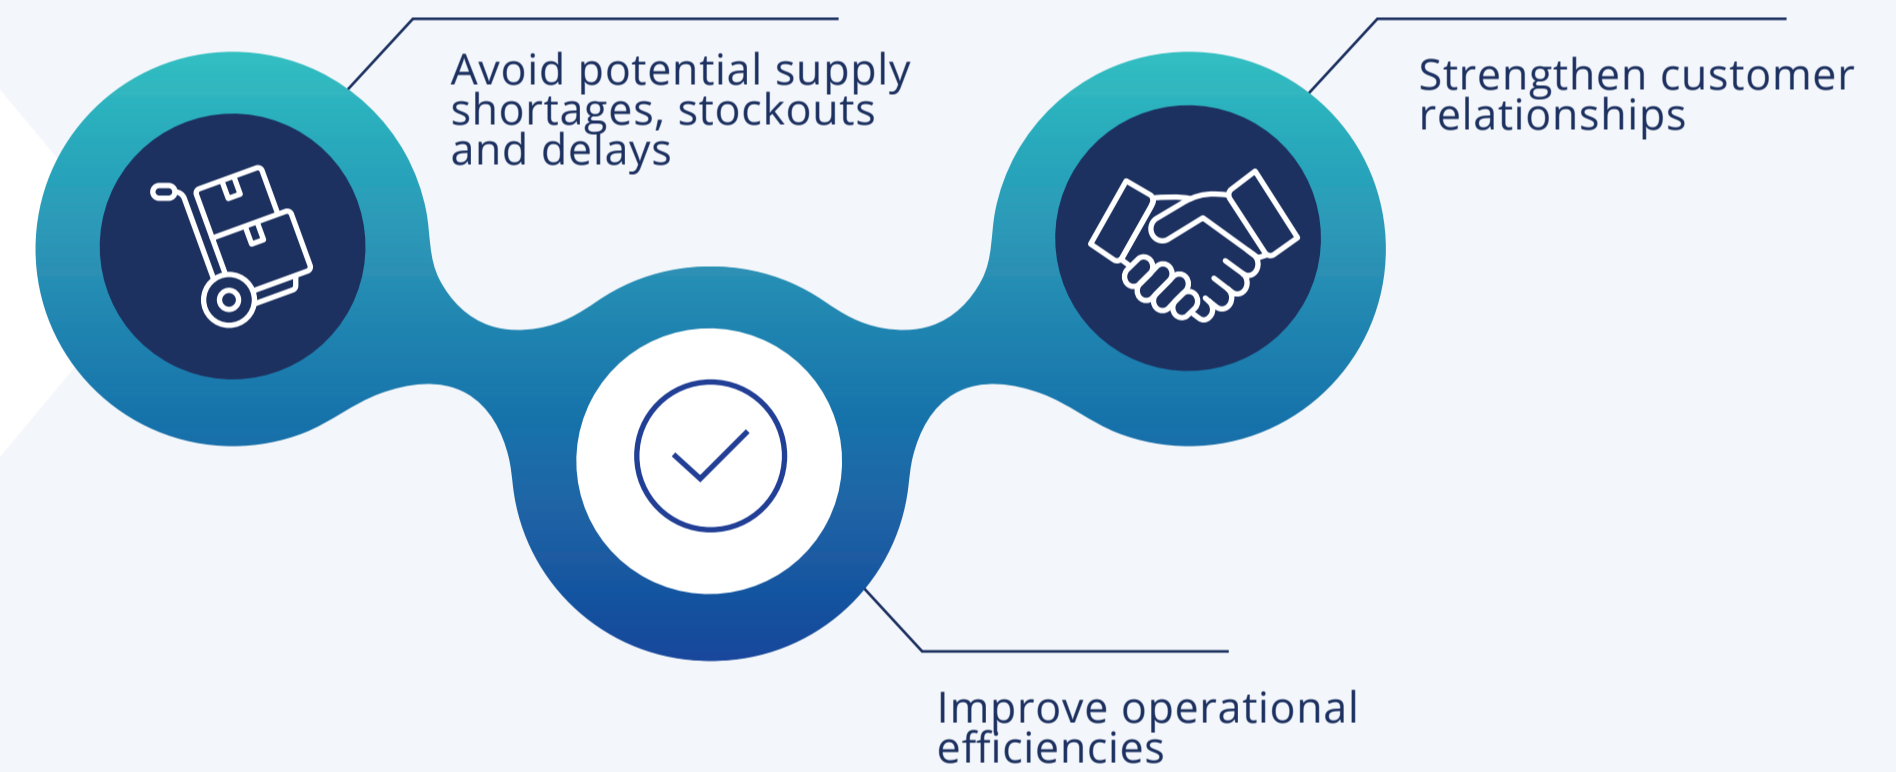 Avoid potential supply
shortages, stockouts
and delays
Strengthen customer
relationships
Improve operational
efficiencies